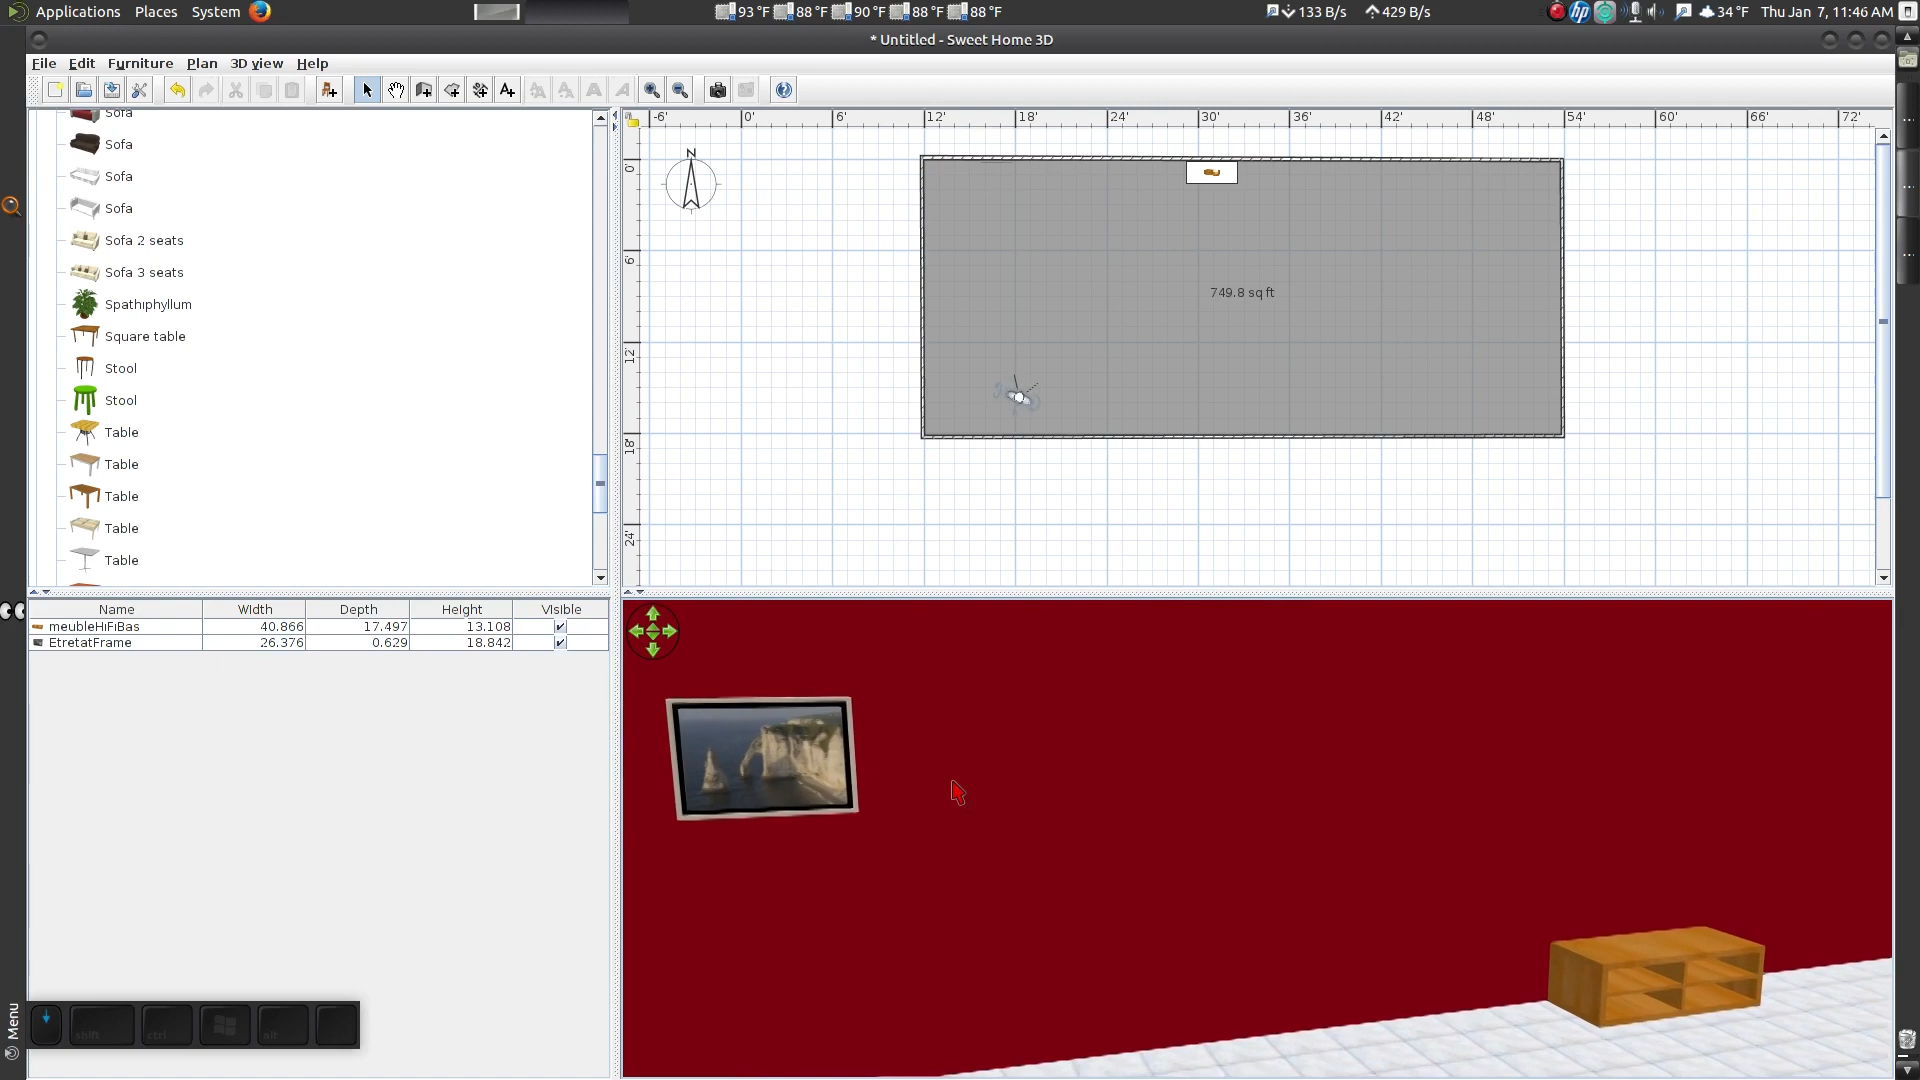 Applications Places System 93 °F 88 °F 90 °F 88 °F 88 °F 133 B/s 429 B/s 34 °F Thu Jan 7, 11:46 AM
* Untitled - Sweet Home 3D
File Edit Furniture Plan 3D view Help
Sofa
Sofa
Sofa
Sofa
Sofa 2 seats
Sofa 3 seats
Spathiphyllum
Square table
Stool
Stool
Table
Table
Table
Table
Table
-6' 0' 6' 12' 18' 24' 30' 36' 42' 48' 54' 60' 66' 72'
0'
6'
12'
18'
24'
N
749.8 sq ft
Name Width Depth Height Visible
meubleHiFiBas 40.866 17.497 13.108
EtretatFrame 26.376 0.629 18.842
Menu
shift ctrl alt